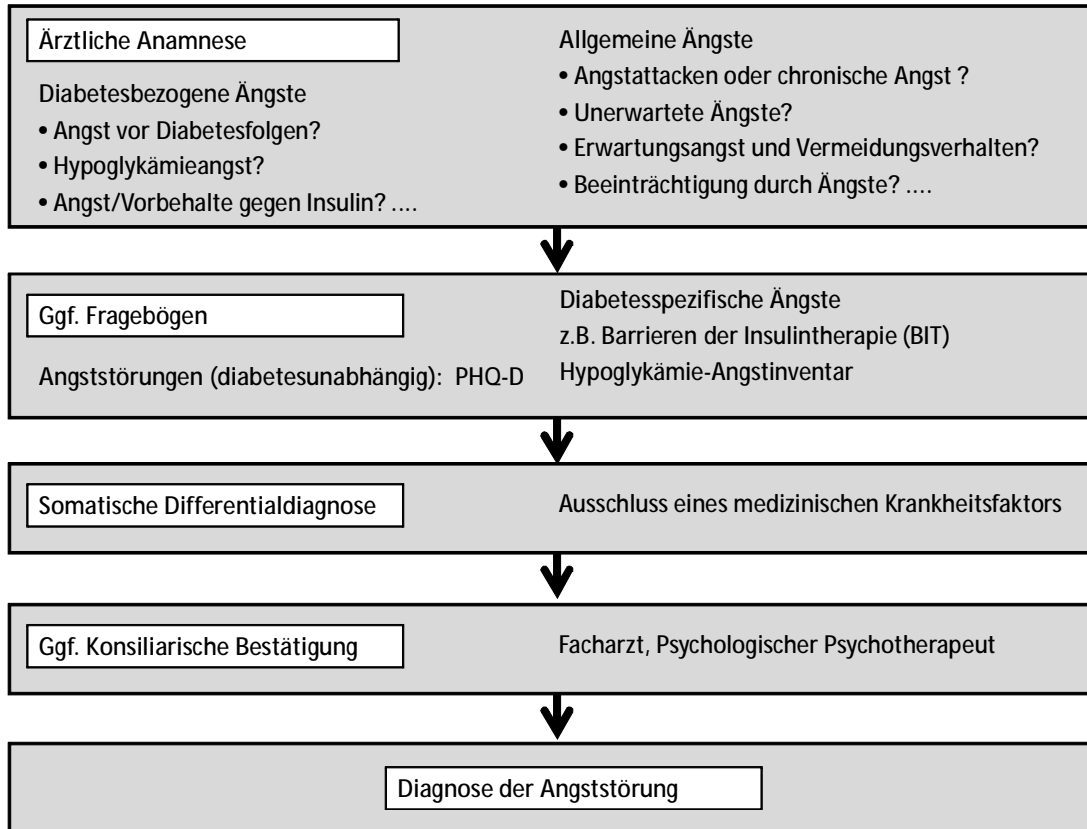 Ärztliche Anamnese
Diabetesbezogene Ängste
• Angst vor Diabetesfolgen?
• Hypoglykämieangst?
• Angst/Vorbehalte gegen Insulin? ....
Allgemeine Ängste
• Angstattacken oder chronische Angst ?
• Unerwartete Ängste?
• Erwartungsangst und Vermeidungsverhalten?
• Beeinträchtigung durch Ängste? ....
Ggf. Fragebögen
Angststörungen (diabetesunabhängig): PHQ-D
Diabetesspezifische Ängste
z.B. Barrieren der Insulintherapie (BIT)
Hypoglykämie-Angstinventar
Somatische Differentialdiagnose
Ausschluss eines medizinischen Krankheitsfaktors
Ggf. Konsiliarische Bestätigung
Facharzt, Psychologischer Psychotherapeut
Diagnose der Angststörung